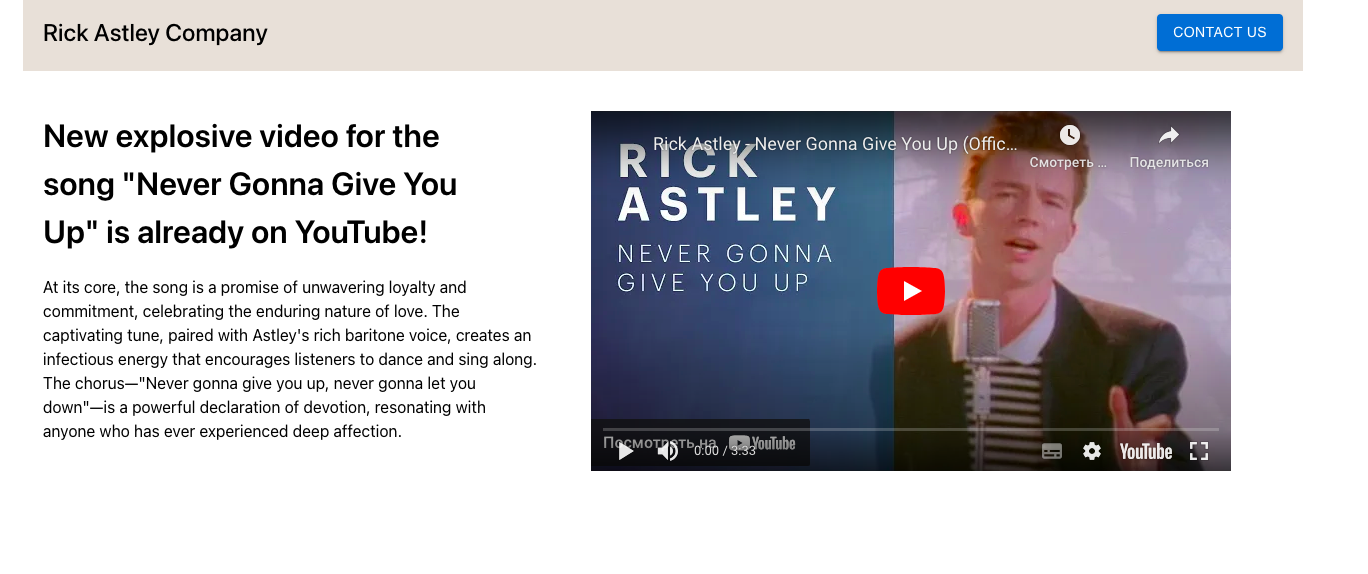 Rick Astley Company
CONTACT US
New explosive video for the
song "Never Gonna Give You
Up" is already on YouTube!
At its core, the song is a promise of unwavering loyalty and
commitment, celebrating the enduring nature of love. The
captivating tune, paired with Astley's rich baritone voice, creates an
infectious energy that encourages listeners to dance and sing along.
The chorus—"Never gonna give you up, never gonna let you
down"—is a powerful declaration of devotion, resonating with
anyone who has ever experienced deep affection.
Rick Astley - Never Gonna Give You Up (Offic...
Смотреть ...
Поделиться
RICK
ASTLEY
NEVER GONNA
GIVE YOU UP
Посмотреть на YouTube
0:00 / 3:33
YouTube